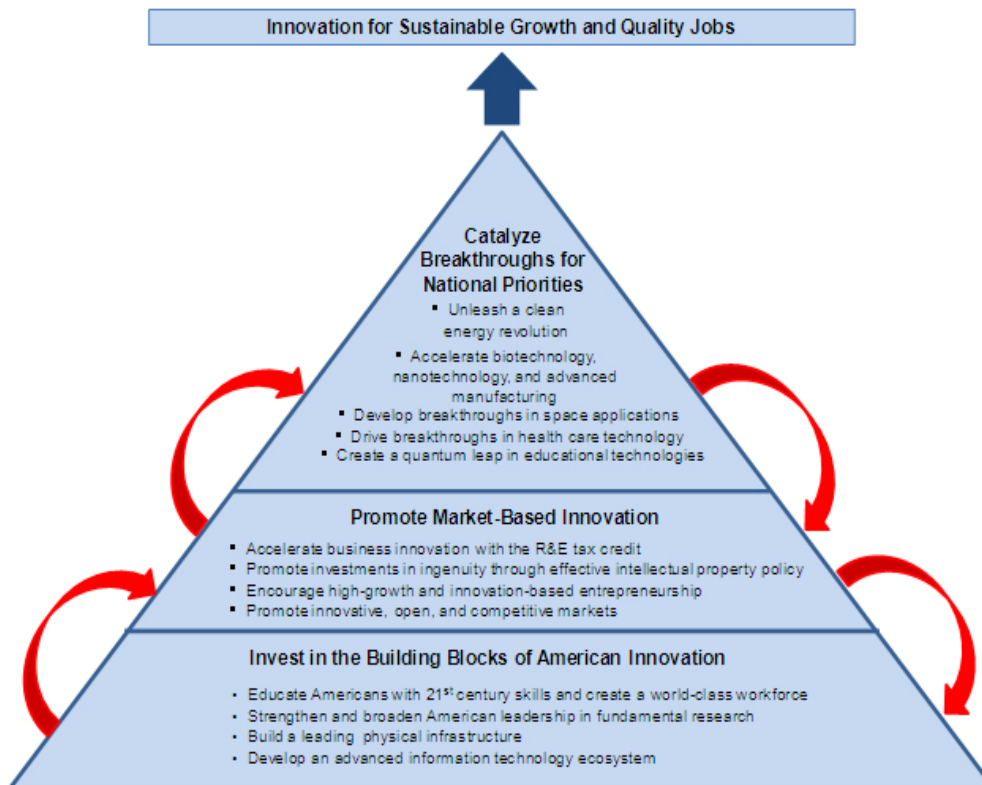 Innovation for Sustainable Growth and Quality Jobs
Catalyze
Breakthroughs for
National Priorities
▪ Unleash a clean
energy revolution
▪ Accelerate biotechnology,
nanotechnology, and advanced
manufacturing
▪ Develop breakthroughs in space applications
▪ Drive breakthroughs in health care technology
▪ Create a quantum leap in educational technologies
Promote Market-Based Innovation
▪ Accelerate business innovation with the R&E tax credit
▪ Promote investments in ingenuity through effective intellectual property policy
▪ Encourage high-growth and innovation-based entrepreneurship
▪ Promote innovative, open, and competitive markets
Invest in the Building Blocks of American Innovation
▪ Educate Americans with 21st century skills and create a world-class workforce
▪ Strengthen and broaden American leadership in fundamental research
▪ Build a leading physical infrastructure
▪ Develop an advanced information technology ecosystem